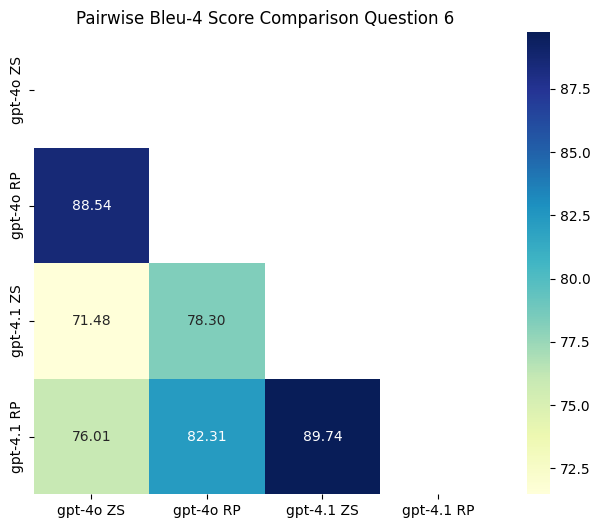 Pairwise Bleu-4 Score Comparison Question 6
gpt-4o ZS
gpt-4o RP
88.54
gpt-4.1 ZS
71.48 78.30
gpt-4.1 RP
76.01 82.31 89.74
gpt-4o ZS gpt-4o RP gpt-4.1 ZS gpt-4.1 RP
87.5
85.0
82.5
80.0
77.5
75.0
72.5